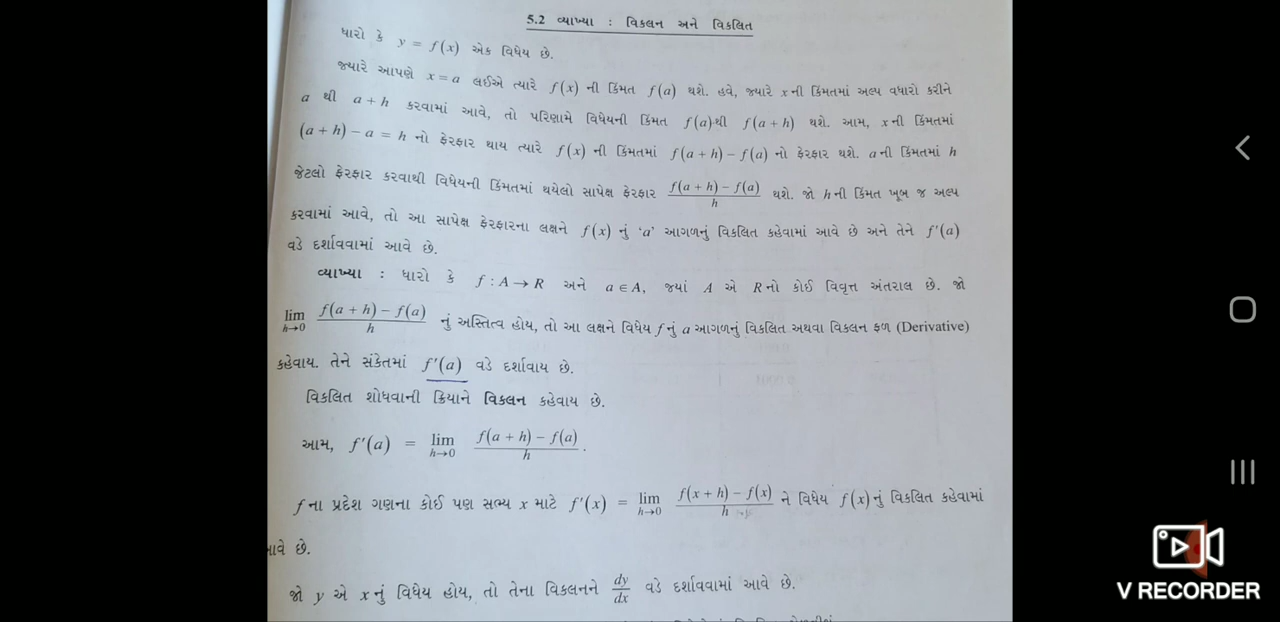 5.2 વ્યાખ્યા : વિકલન અને વિકલિત
ધારો કે y = f(x) એક વિધેય છે.
જ્યારે આપણે x = a લઈએ ત્યારે f(x) ની કિંમત f(a) થશે. હવે, જ્યારે x ની કિંમતમાં અલ્પ વધારો કરીને
a થી a + h કરવામાં આવે, તો પરિણામે વિધેયની કિંમત f(a) થી f(a + h) થશે. આમ, x ની કિંમતમાં
(a + h) – a = h નો ફેરફાર થાય ત્યારે f(x) ની કિંમતમાં f(a + h) – f(a) નો ફેરફાર થશે. a ની કિંમતમાં h
જેટલો ફેરફાર કરવાથી વિધેયની કિંમતમાં થયેલો સાપેક્ષ ફેરફાર f(a + h) – f(a) / h થશે. જો h ની કિંમત ખૂબ જ અલ્પ
કરવામાં આવે, તો આ સાપેક્ષ ફેરફારના લક્ષને f(x) નું ‘a’ આગળનું વિકલિત કહેવામાં આવે છે અને તેને f′(a)
વડે દર્શાવવામાં આવે છે.
વ્યાખ્યા : ધારો કે f : A → R અને a ∈ A, જ્યાં A એ R નો કોઈ વિવૃત્ત અંતરાલ છે. જો
lim h→0 f(a + h) – f(a) / h નું અસ્તિત્વ હોય, તો આ લક્ષને વિધેય f નું a આગળનું વિકલિત અથવા વિકલન ફળ (Derivative)
કહેવાય. તેને સંકેતમાં f′(a) વડે દર્શાવાય છે.
વિકલિત શોધવાની ક્રિયાને વિકલન કહેવાય છે.
આમ, f′(a) = lim h→0 f(a + h) – f(a) / h .
f ના પ્રદેશ ગણના કોઈ પણ સભ્ય x માટે f′(x) = lim h→0 f(x + h) – f(x) / h ને વિધેય f(x) નું વિકલિત કહેવામાં
આવે છે.
જો y એ x નું વિધેય હોય, તો તેના વિકલનને dy/dx વડે દર્શાવવામાં આવે છે.
V RECORDER